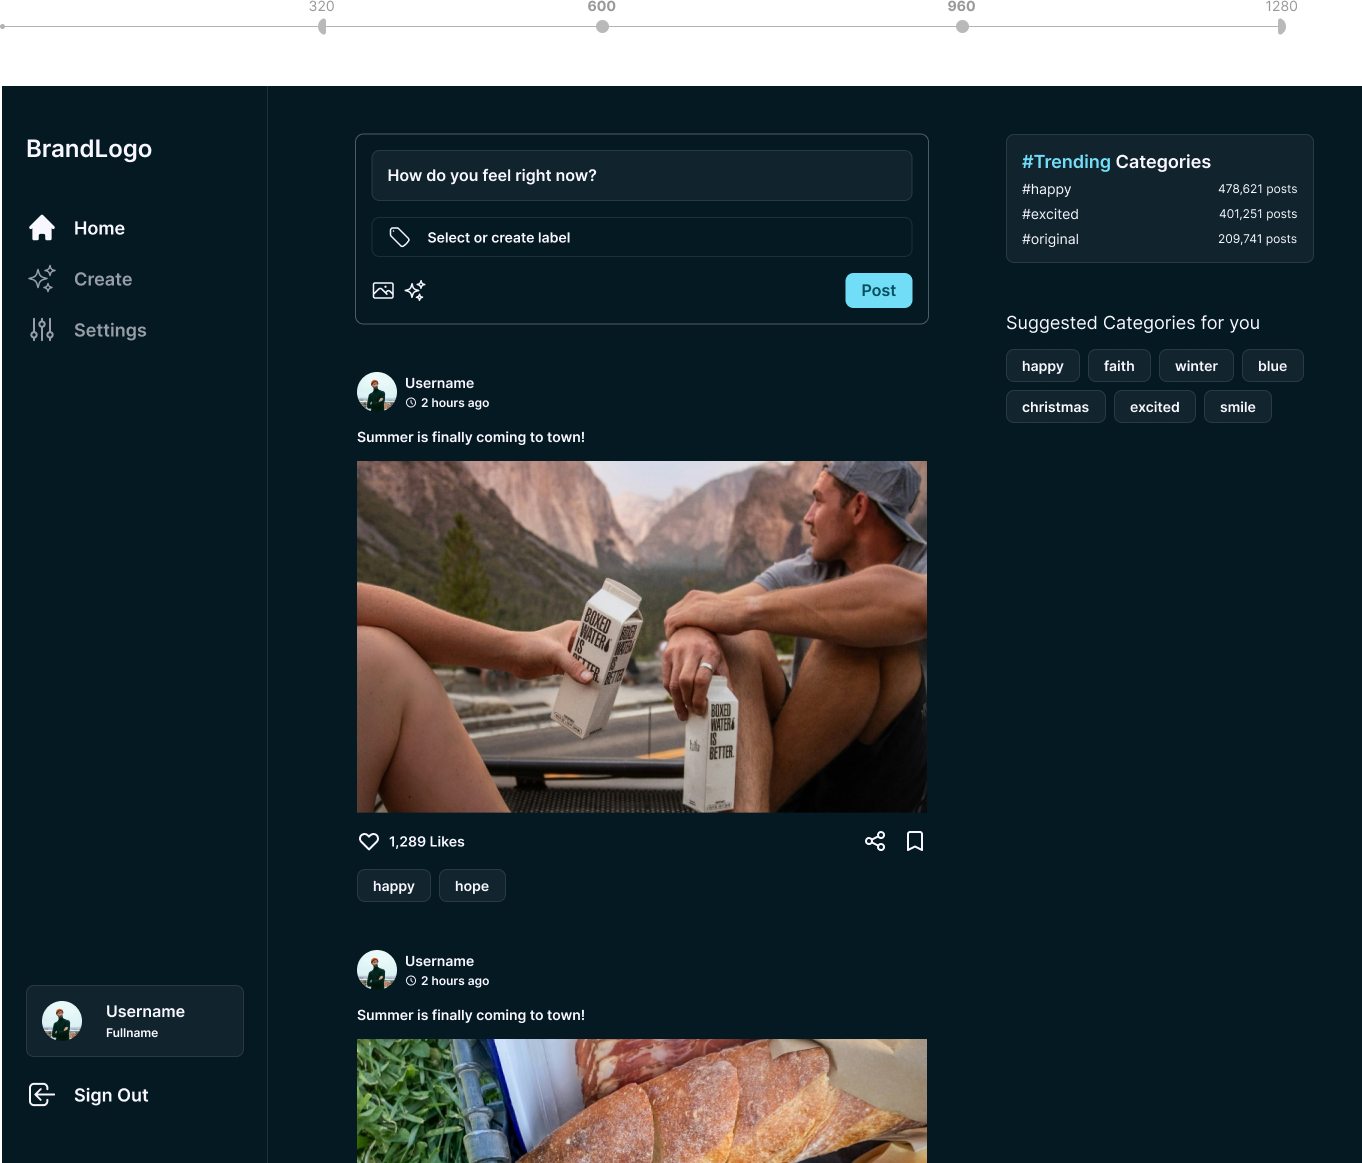 320
600
960
1280
BrandLogo
Home
Create
Settings
Username
Fullname
Sign Out
How do you feel right now?
Select or create label
Post
Username
2 hours ago
Summer is finally coming to town!
BOXED
WATER
IS
BETTER.
BOXED
WATER
IS
BETTER.
BOXED
WATER
IS
BETTER.
1,289 Likes
happy
hope
Username
2 hours ago
Summer is finally coming to town!
#Trending Categories
#happy 478,621 posts
#excited 401,251 posts
#original 209,741 posts
Suggested Categories for you
happy
faith
winter
blue
christmas
excited
smile